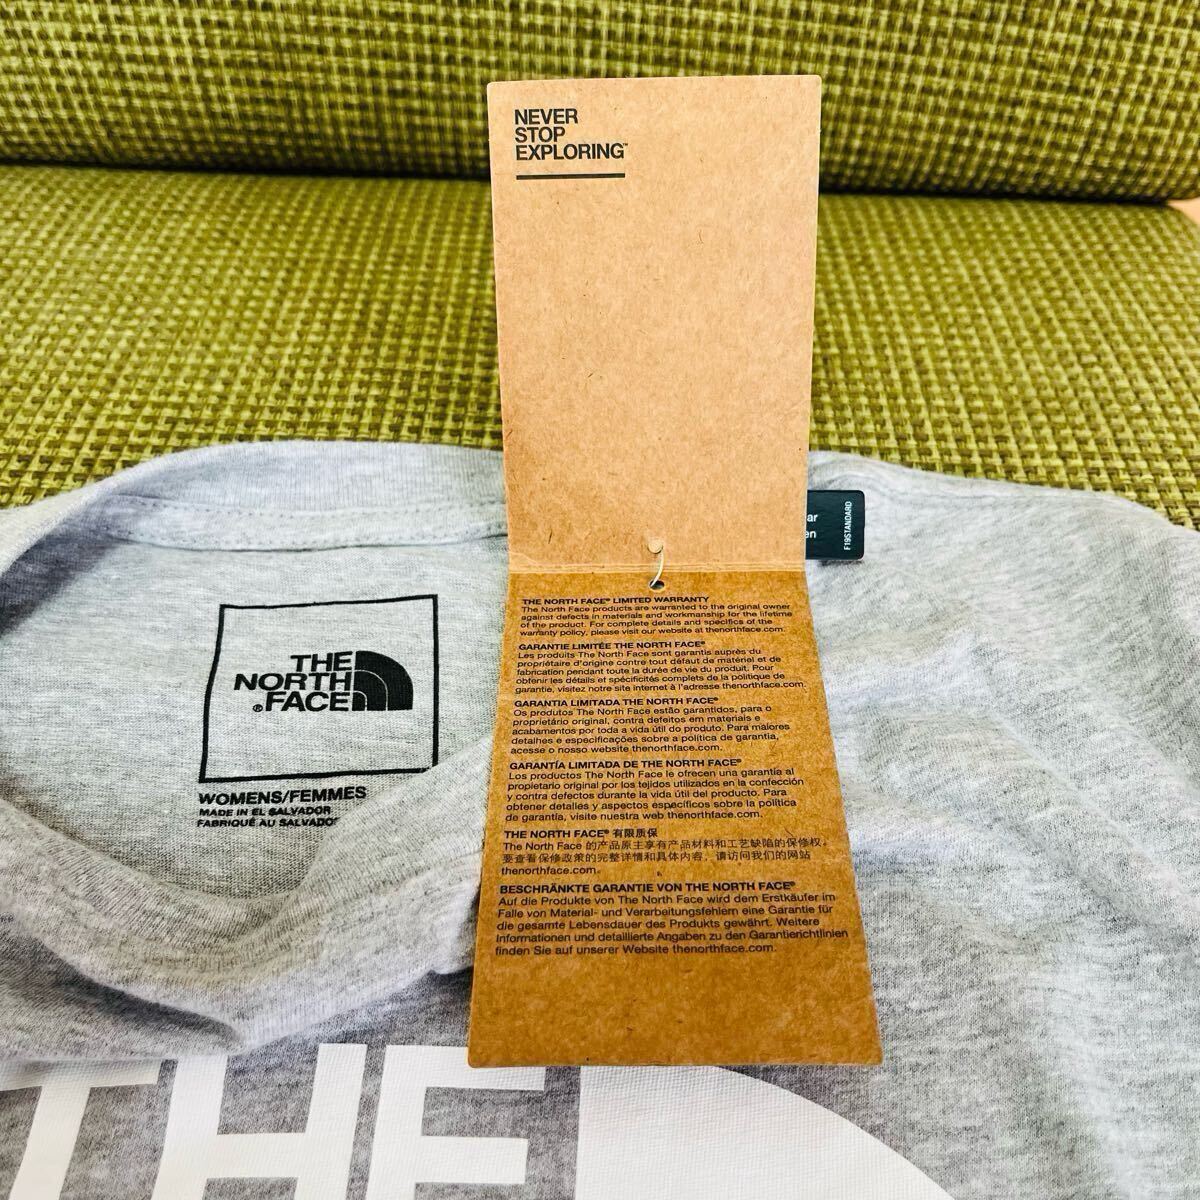 NEVER
STOP
EXPLORING™
ar
en
F19STANDARD
THE NORTH FACE® LIMITED WARRANTY
The North Face products are warranted to the original owner
against defects in materials and workmanship for the lifetime
of the product. For complete details and specifics of the
warranty policy, please visit our website at thenorthface.com.
GARANTIE LIMITÉE THE NORTH FACE®
Les produits The North Face sont garantis auprès du
propriétaire d'origine contre tout défaut de matériel et de
fabrication pendant toute la durée de vie du produit. Pour
obtenir les détails et spécificités complets de la politique de
garantie, visitez notre site internet à l'adresse thenorthface.com.
GARANTIA LIMITADA THE NORTH FACE®
Os produtos The North Face estão garantidos, para o
proprietário original, contra defeitos em materiais e
acabamentos por toda a vida útil do produto. Para maiores
detalhes e especificações sobre a política de garantia,
acesse o nosso website thenorthface.com.
GARANTÍA LIMITADA DE THE NORTH FACE®
Los productos The North Face le ofrecen una garantía al
propietario original por los tejidos utilizados en la confección
y contra defectos durante la vida útil del producto. Para
obtener detalles y aspectos específicos sobre la política
de garantía, visite nuestra web thenorthface.com.
THE NORTH FACE® 有限质保
The North Face 的产品原主享有产品材料和工艺缺陷的保修权。
要查看保修政策的完整详情和具体内容，请访问我们的网站
thenorthface.com.
BESCHRÄNKTE GARANTIE VON THE NORTH FACE®
Auf die Produkte von The North Face wird dem Erstkäufer im
Falle von Material- und Verarbeitungsfehlern eine Garantie für
die gesamte Lebensdauer des Produkts gewährt. Weitere
Informationen und detaillierte Angaben zu den Garantierichtlinien
finden Sie auf unserer Website thenorthface.com.
THE
NORTH
FACE
®
WOMENS/FEMMES
MADE IN EL SALVADOR
FABRIQUÉ AU SALVADOR
THE